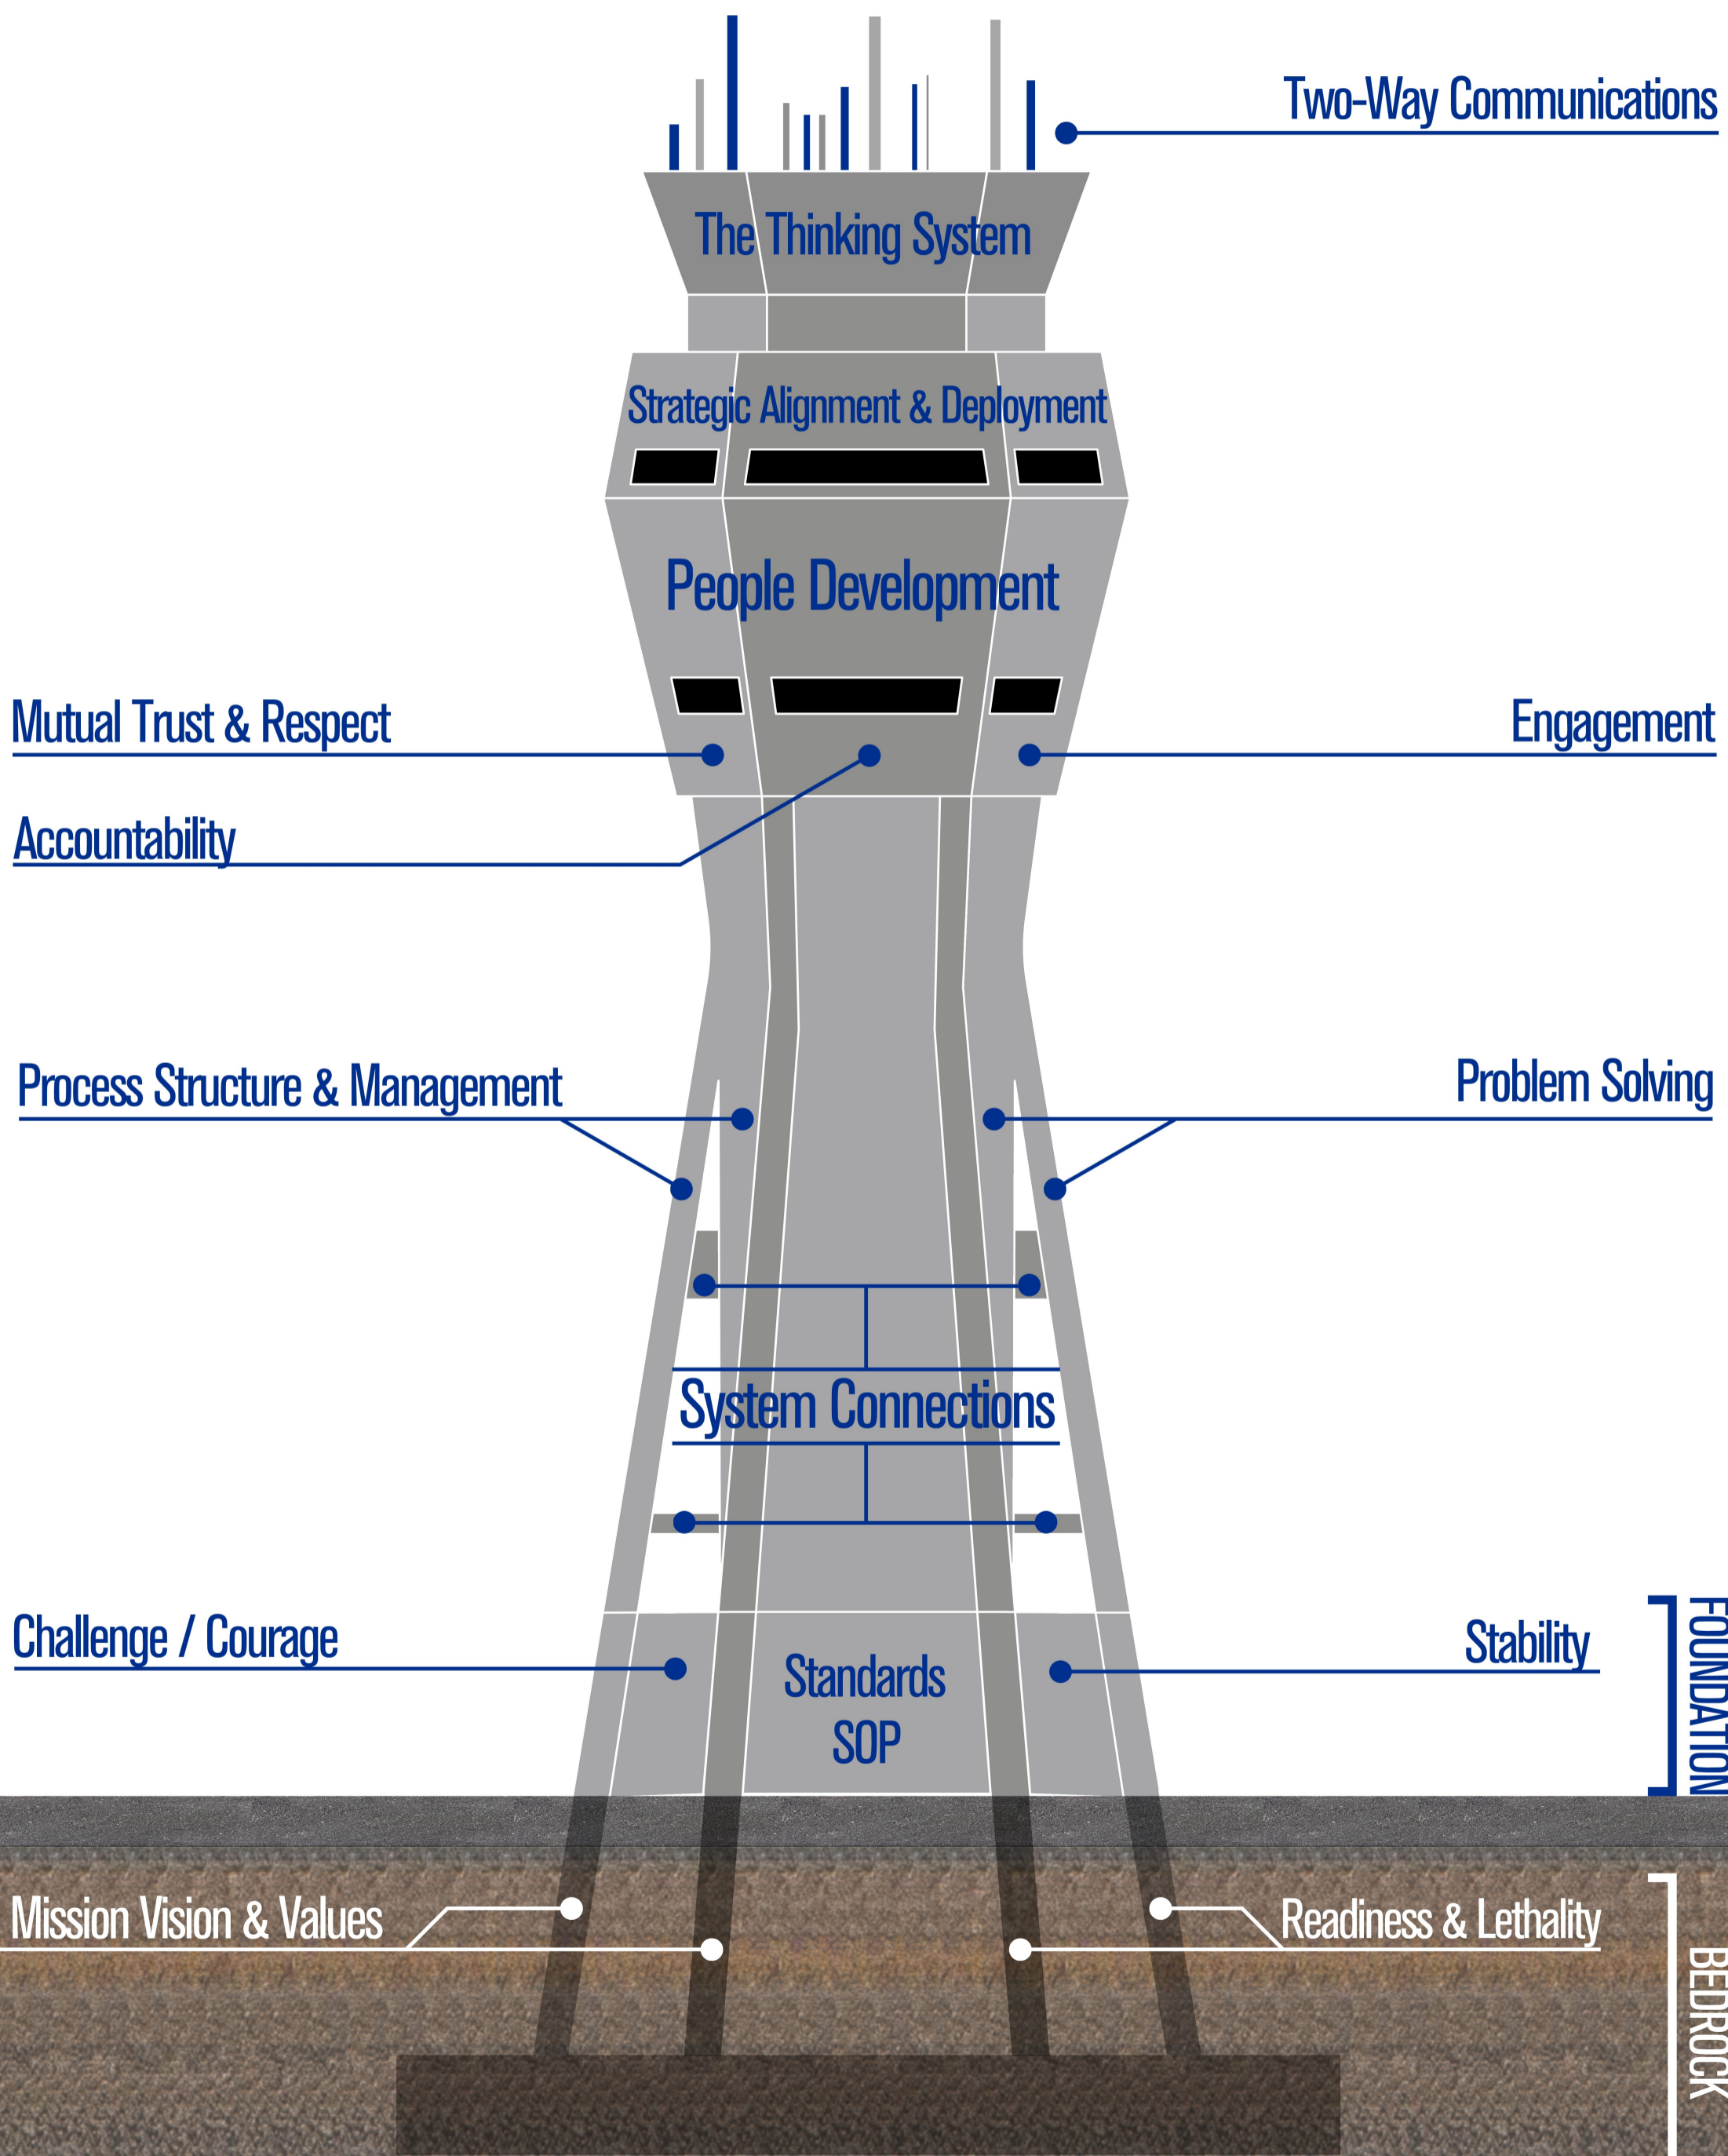 Two-Way Communications
The Thinking System
Strategic Alignment & Deployment
People Development
Mutual Trust & Respect
Engagement
Accountability
Process Structure & Management
Problem Solving
System Connections
Challenge / Courage
Stability
Standards
SOP
FOUNDATION
Mission Vision & Values
Readiness & Lethality
BEDROCK